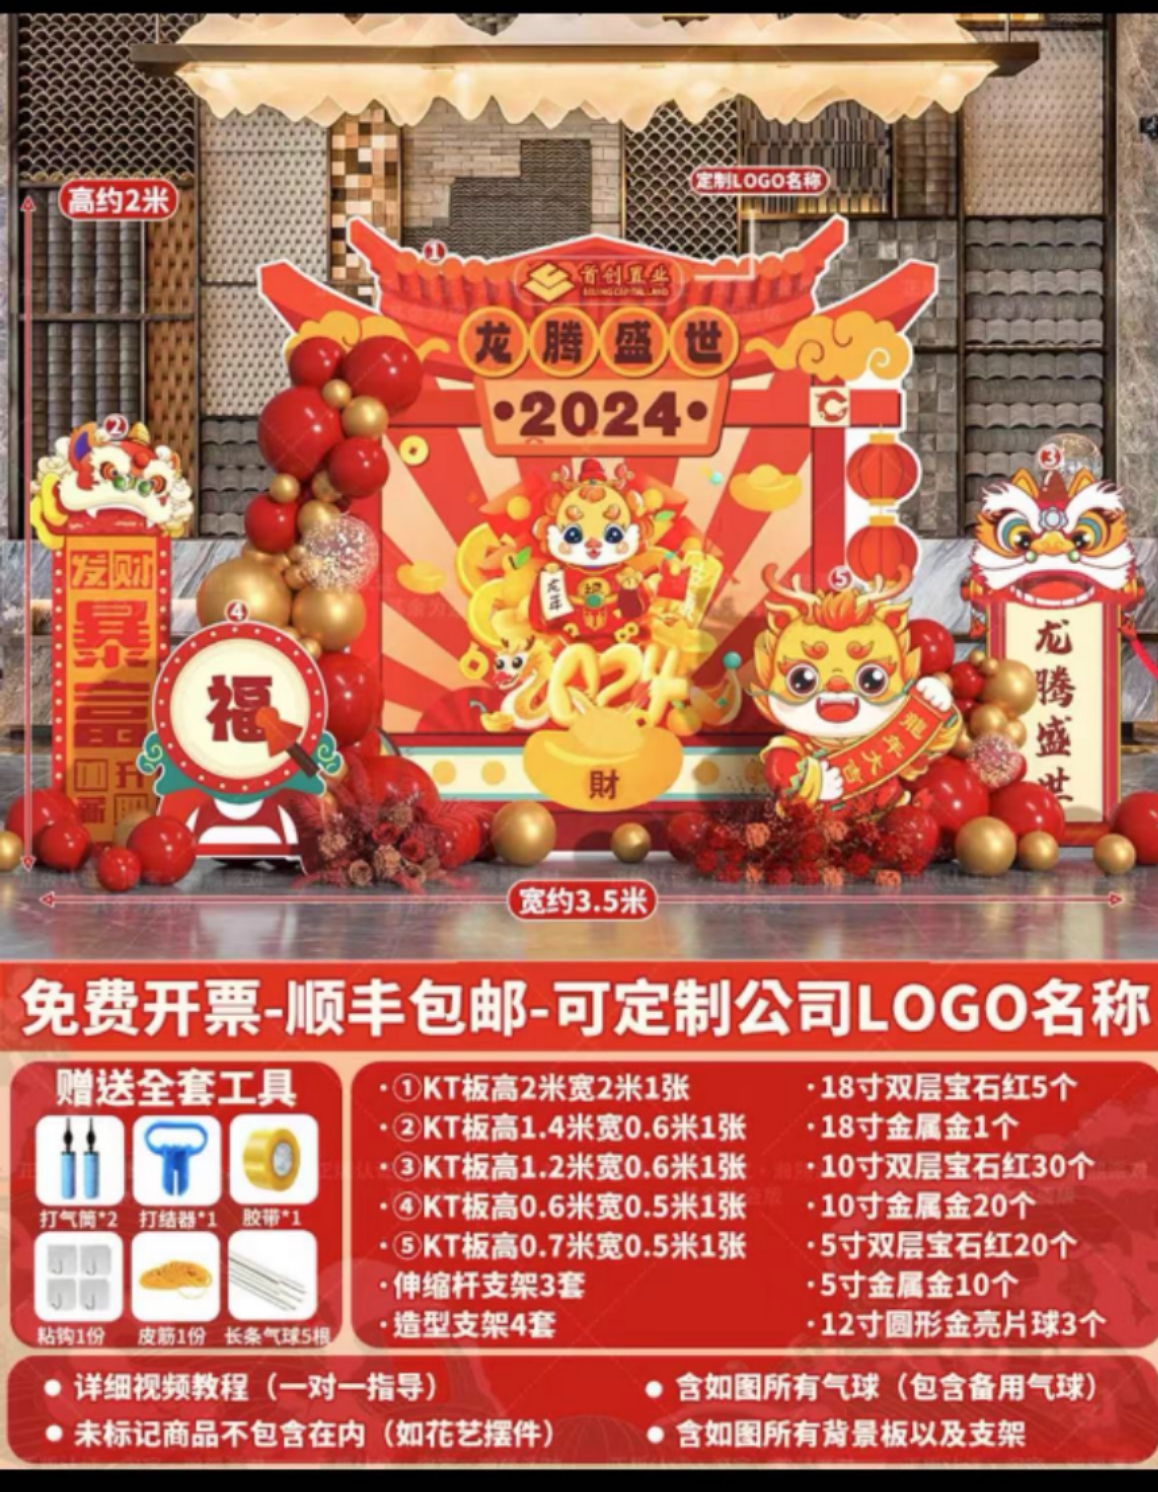 高约2米
定制LOGO名称
①
首创置业
龙腾盛世
•2024•
②
③
发财
暴
富
龙年
2024
④
福
⑤
龍年大吉
财
龙
腾
盛
世
宽约3.5米
免费开票-顺丰包邮-可定制公司LOGO名称
赠送全套工具
打气筒*2 打结器*1 胶带*1
粘钩1份 皮筋1份 长条气球5根
·①KT板高2米宽2米1张
·②KT板高1.4米宽0.6米1张
·③KT板高1.2米宽0.6米1张
·④KT板高0.6米宽0.5米1张
·⑤KT板高0.7米宽0.5米1张
·伸缩杆支架3套
·造型支架4套
·18寸双层宝石红5个
·18寸金属金1个
·10寸双层宝石红30个
·10寸金属金20个
·5寸双层宝石红20个
·5寸金属金10个
·12寸圆形金亮片球3个
● 详细视频教程（一对一指导）
● 未标记商品不包含在内（如花艺摆件）
● 含如图所有气球（包含备用气球）
● 含如图所有背景板以及支架